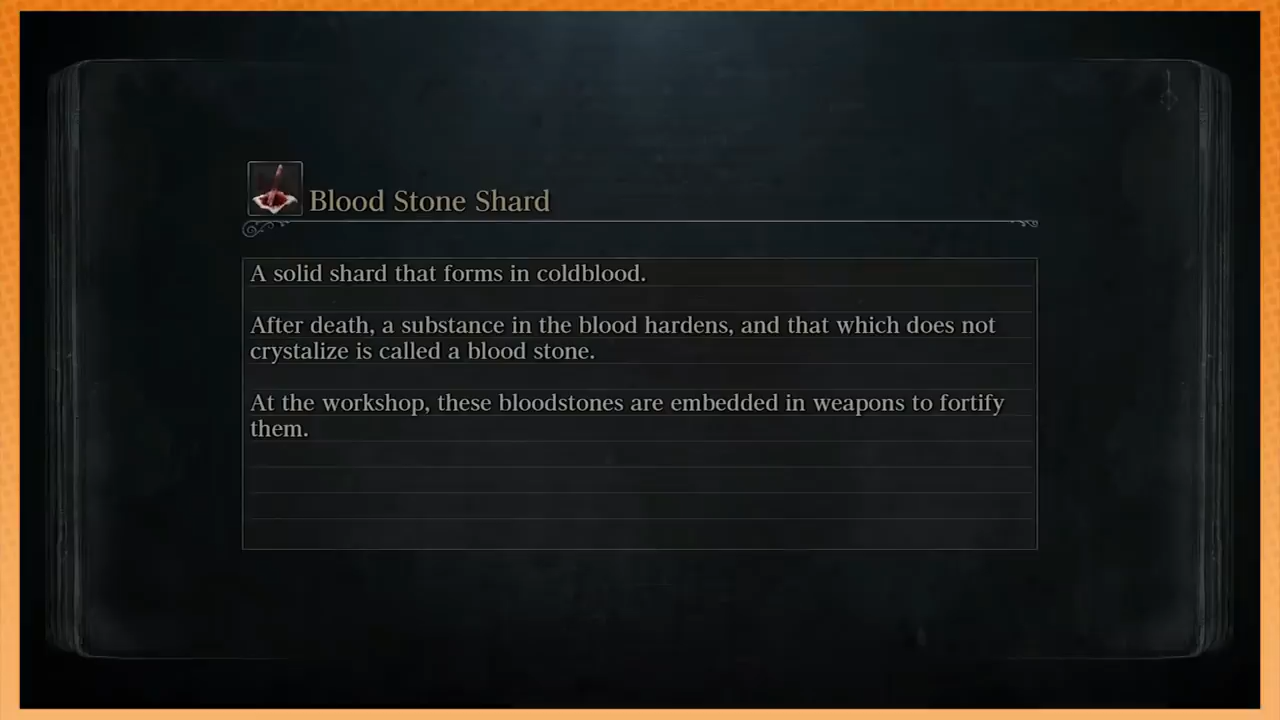 Blood Stone Shard
A solid shard that forms in coldblood.
After death, a substance in the blood hardens, and that which does not
crystalize is called a blood stone.
At the workshop, these bloodstones are embedded in weapons to fortify
them.